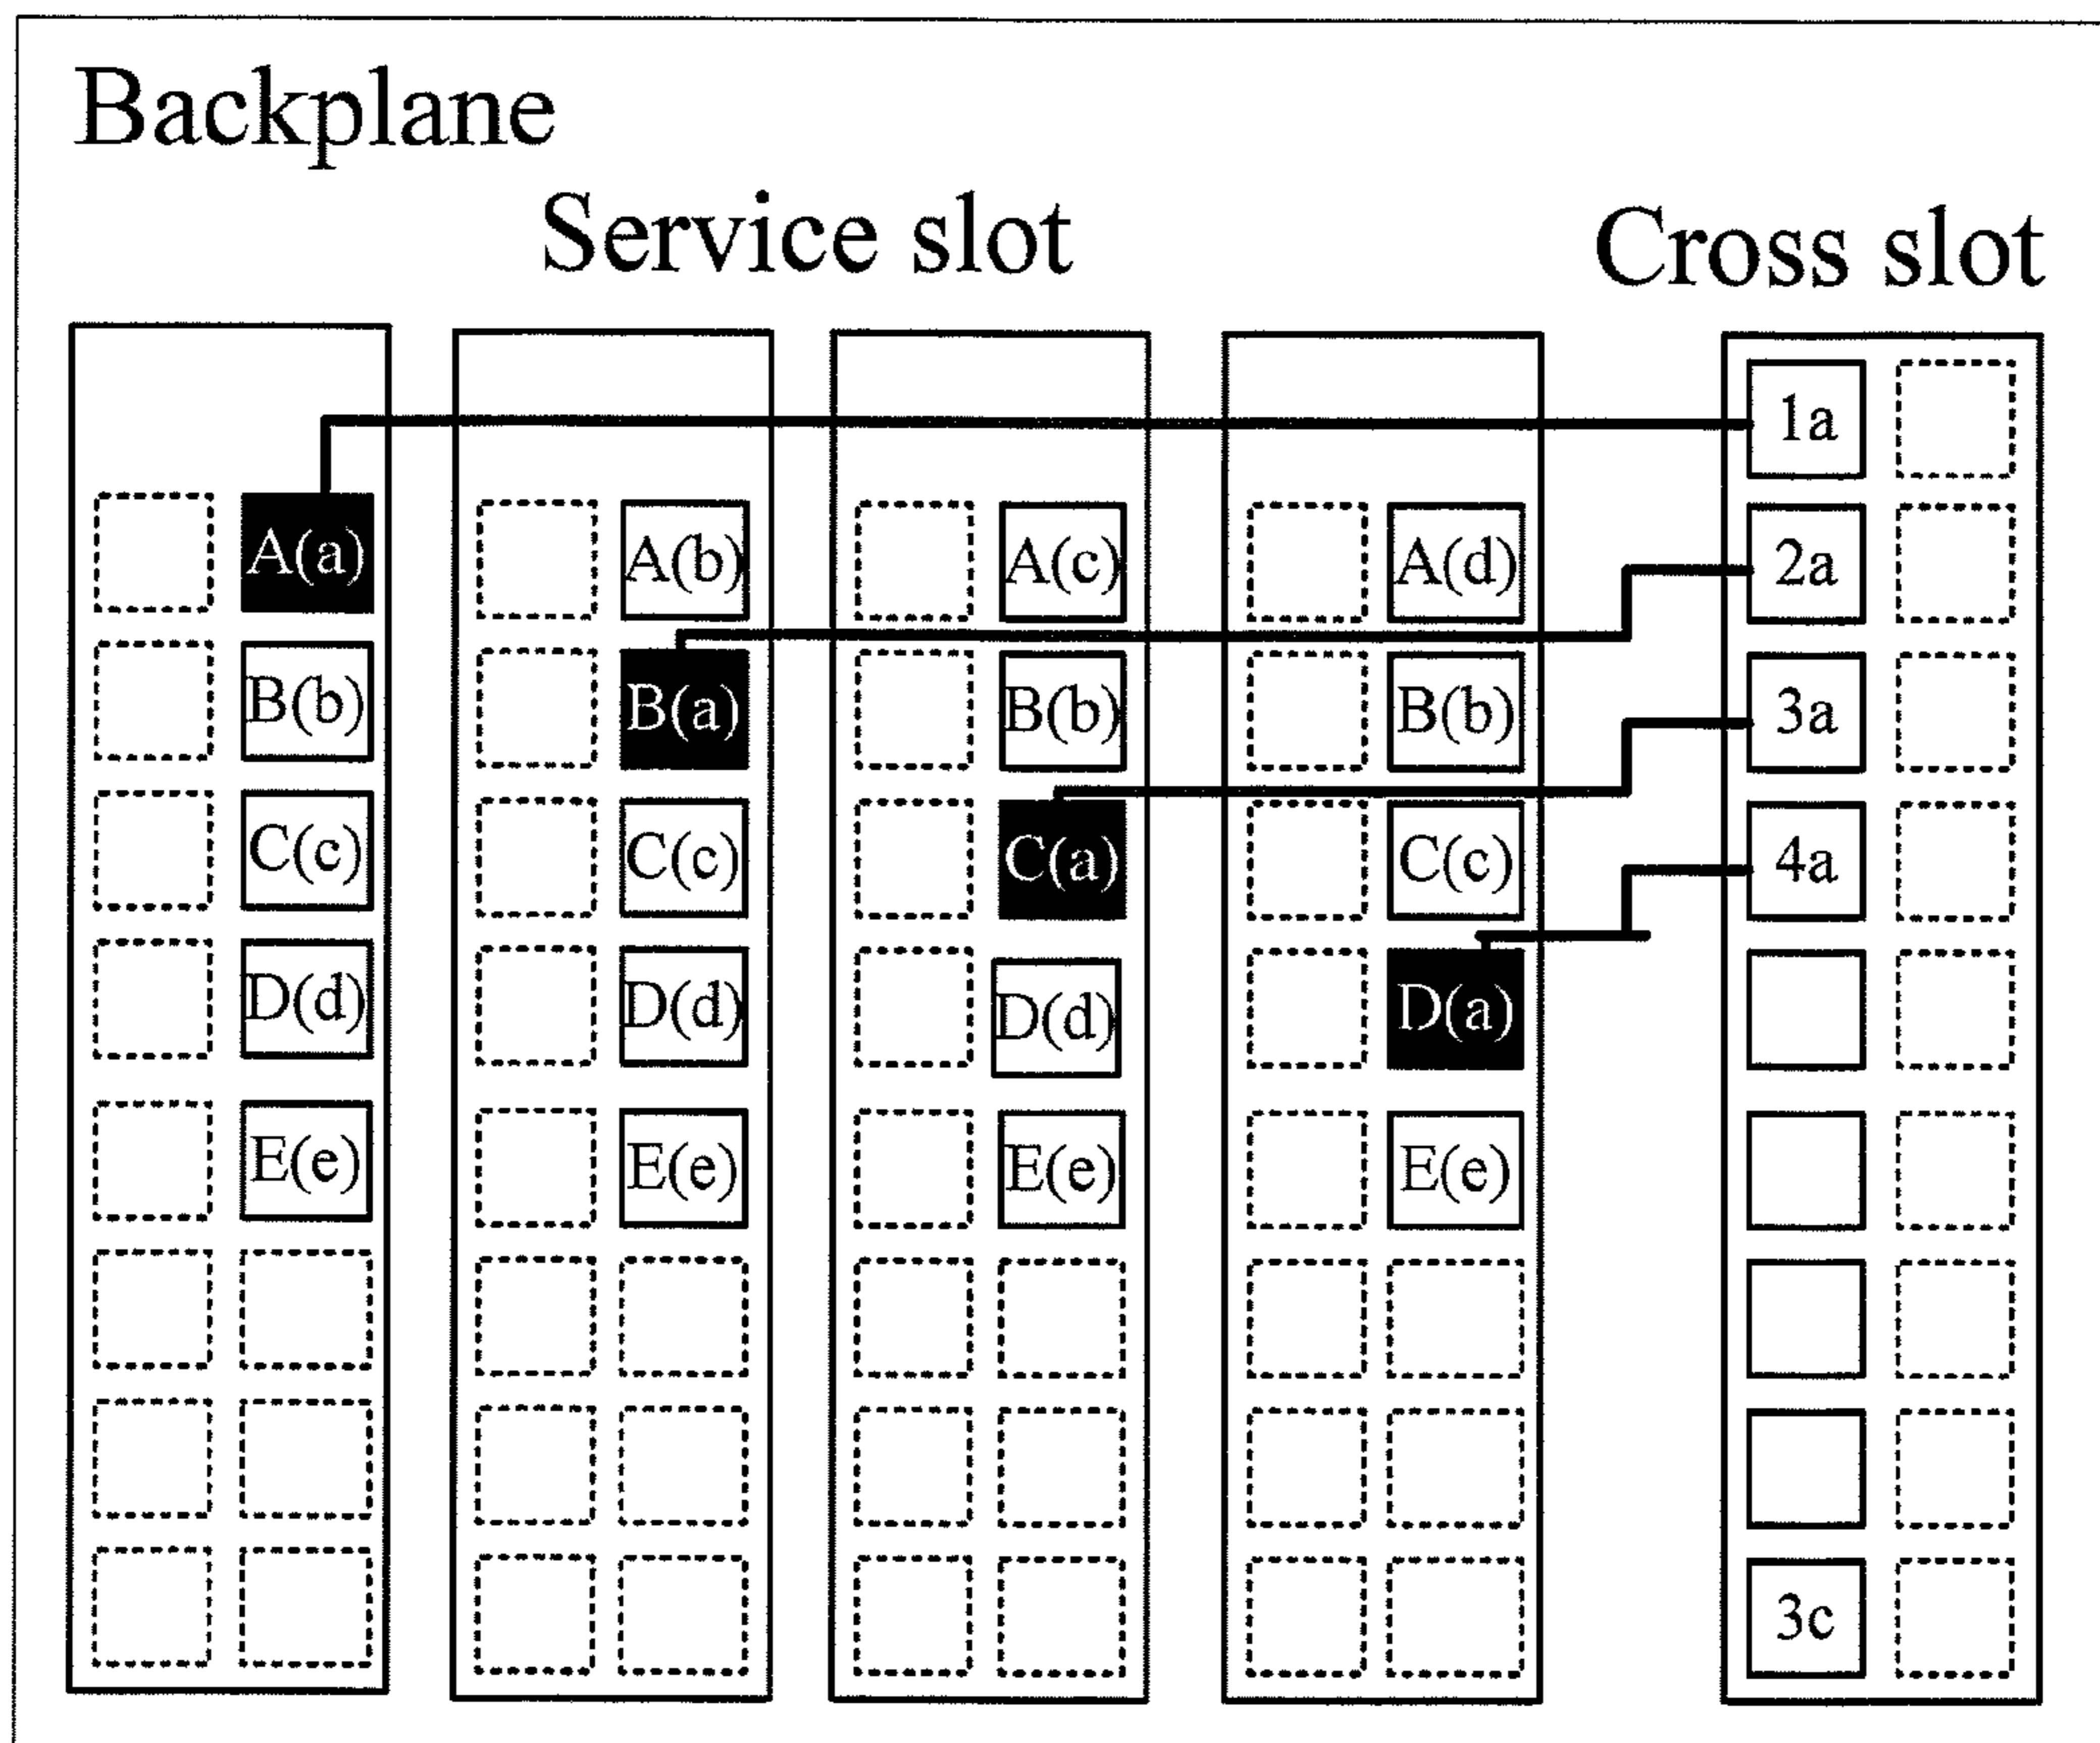 Backplane
Service slot
Cross slot
1a
A(a) A(b) A(c) A(d) 2a
B(b) B(a) B(b) B(b) 3a
C(c) C(c) C(a) C(c) 4a
D(d) D(d) D(d) D(a)
E(e) E(e) E(e) E(e)
3c